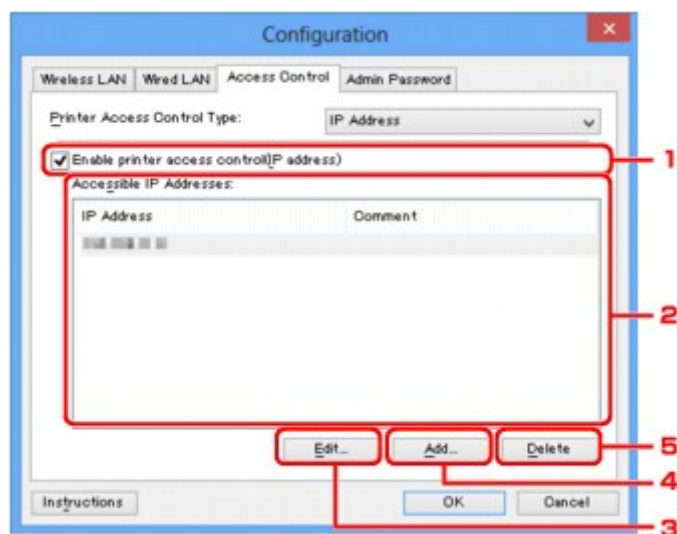 Configuration
Wireless LAN Wired LAN Access Control Admin Password
Printer Access Control Type: IP Address
Enable printer access control(IP address) 1
Accessible IP Addresses:
IP Address Comment
2
Edit... Add... Delete 5
4
Instructions OK Cancel
3